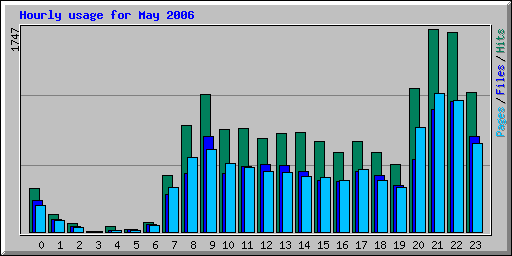 Hourly usage for May 2006
1747
Pages/Files/Hits
0 1 2 3 4 5 6 7 8 9 10 11 12 13 14 15 16 17 18 19 20 21 22 23